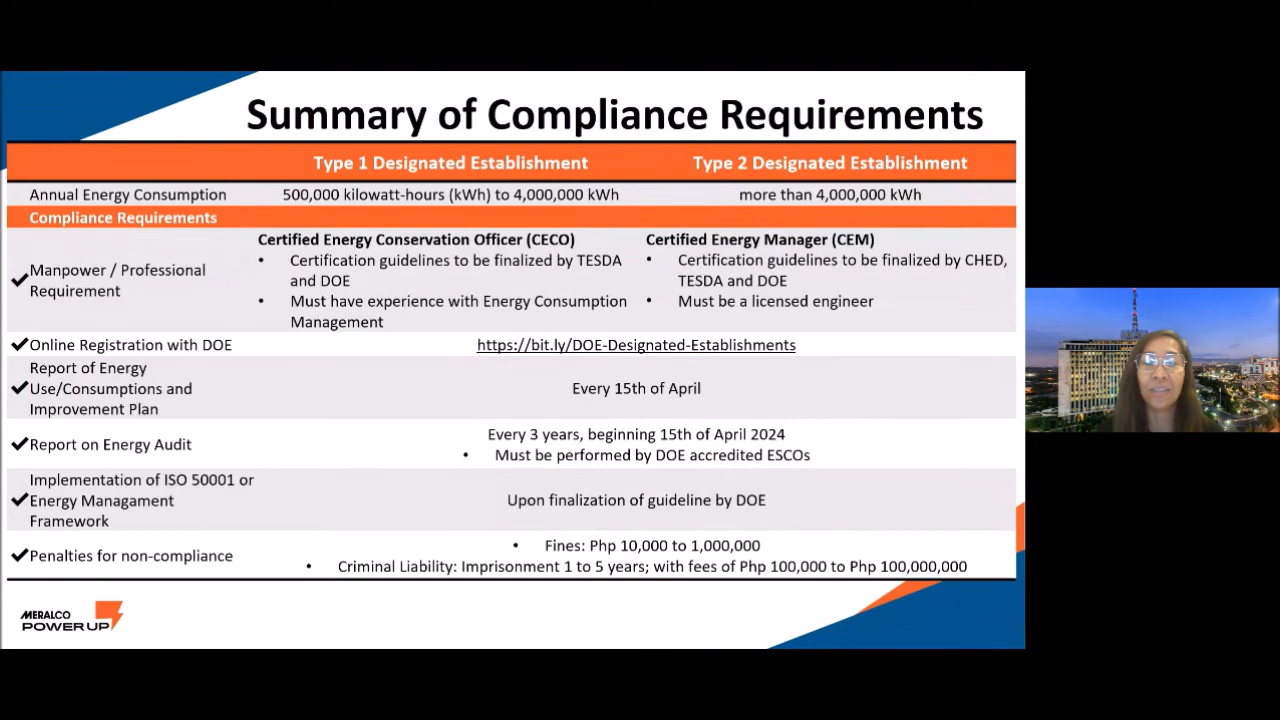 Summary of Compliance Requirements
Type 1 Designated Establishment
Type 2 Designated Establishment
Annual Energy Consumption
500,000 kilowatt-hours (kWh) to 4,000,000 kWh
more than 4,000,000 kWh
Compliance Requirements
Manpower / Professional
Requirement
Certified Energy Conservation Officer (CECO)
• Certification guidelines to be finalized by TESDA
and DOE
• Must have experience with Energy Consumption
Management
Certified Energy Manager (CEM)
• Certification guidelines to be finalized by CHED,
TESDA and DOE
• Must be a licensed engineer
Online Registration with DOE
https://bit.ly/DOE-Designated-Establishments
Report of Energy
Use/Consumptions and
Improvement Plan
Every 15th of April
Report on Energy Audit
Every 3 years, beginning 15th of April 2024
• Must be performed by DOE accredited ESCOs
Implementation of ISO 50001 or
Energy Managament
Framework
Upon finalization of guideline by DOE
Penalties for non-compliance
• Fines: Php 10,000 to 1,000,000
• Criminal Liability: Imprisonment 1 to 5 years; with fees of Php 100,000 to Php 100,000,000
MERALCO
POWER UP